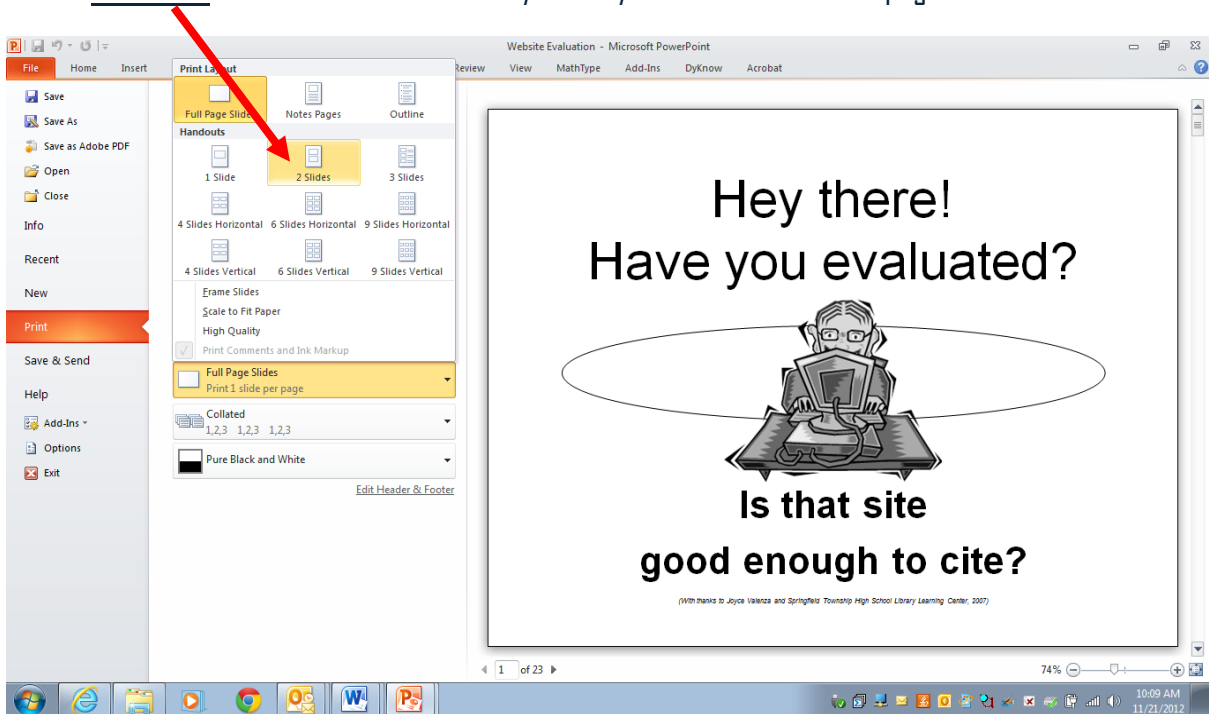 Website Evaluation - Microsoft PowerPoint
File Home Insert Review View MathType Add-Ins DyKnow Acrobat
Save
Save As
Save as Adobe PDF
Open
Close
Info
Recent
New
Print
Save & Send
Help
Add-Ins
Options
Exit
Print Layout
Full Page Slides Notes Pages Outline
Handouts
1 Slide 2 Slides 3 Slides
4 Slides Horizontal 6 Slides Horizontal 9 Slides Horizontal
4 Slides Vertical 6 Slides Vertical 9 Slides Vertical
Frame Slides
Scale to Fit Paper
High Quality
Print Comments and Ink Markup
Full Page Slides
Print 1 slide per page
Collated
1,2,3 1,2,3 1,2,3
Pure Black and White
Edit Header & Footer
Hey there!
Have you evaluated?
Is that site
good enough to cite?
(With thanks to Joyce Valenza and Springfield Township High School Library Learning Center, 2007)
1 of 23
74%
10:09 AM
11/21/2012